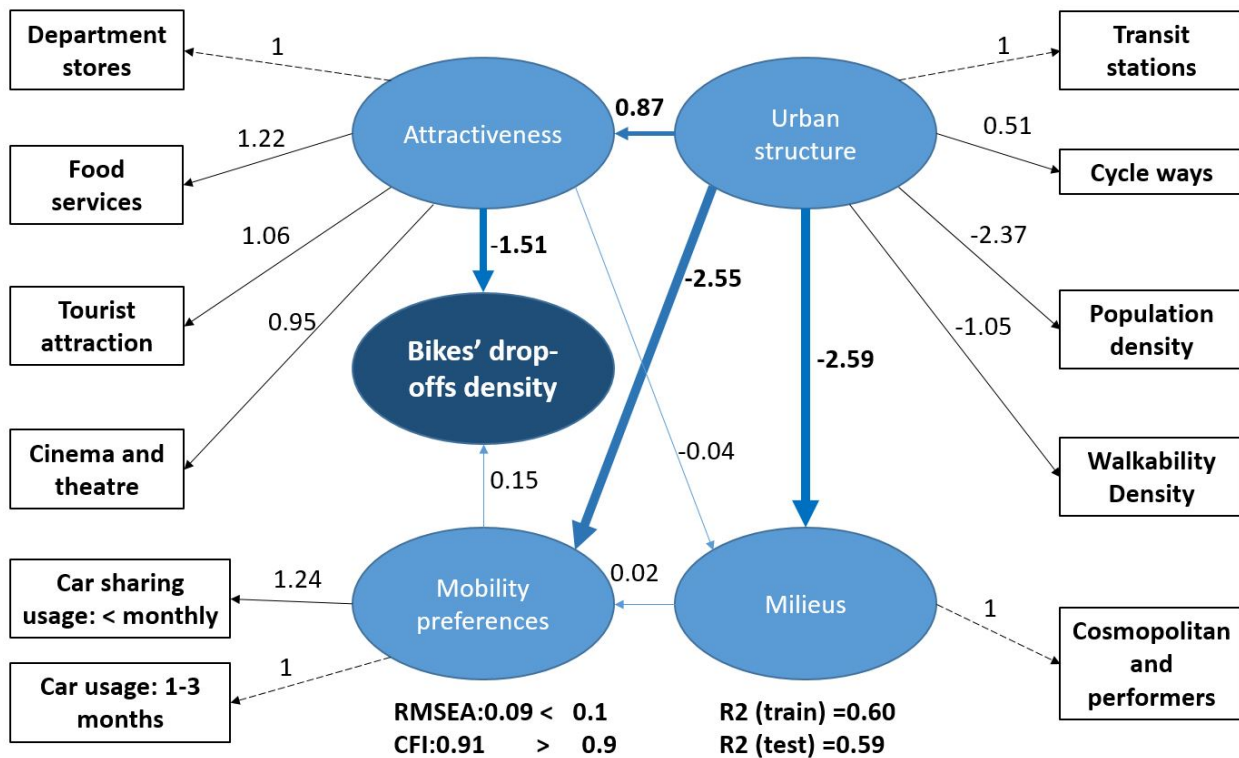 Department
stores
1
Attractiveness
0.87
Urban
structure
1
Transit
stations
Food
services
1.22
0.51
Cycle ways
Tourist
attraction
1.06
-1.51
-2.55
-2.59
-2.37
Population
density
Cinema and
theatre
0.95
Bikes’ drop-
offs density
-0.04
-1.05
Walkability
Density
0.15
Car sharing
usage: < monthly
1.24
Mobility
preferences
0.02
Milieus
1
Cosmopolitan
and
performers
Car usage: 1-3
months
1
RMSEA:0.09 < 0.1
CFI:0.91 > 0.9
R2 (train) =0.60
R2 (test) =0.59